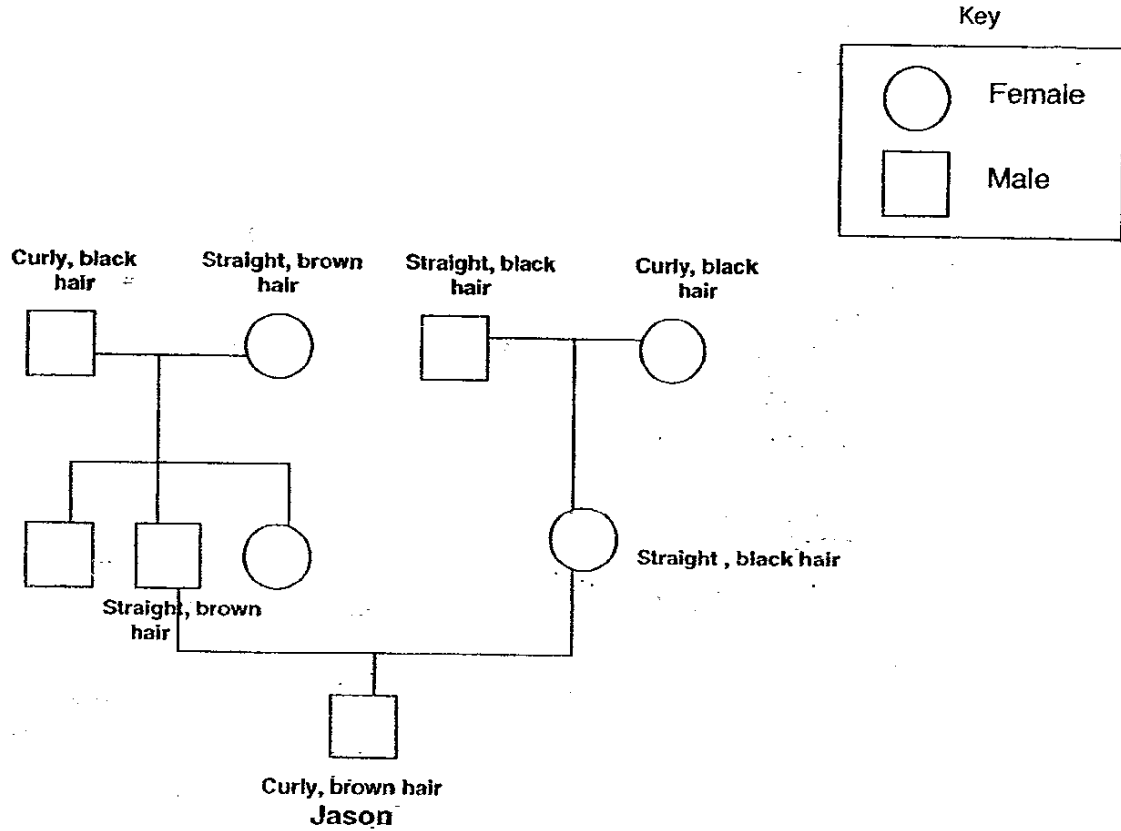 Key
Female
Male
Curly, black
hair
Straight, brown
hair
Straight, black
hair
Curly, black
hair
Straight , black hair
Straight, brown
hair
Curly, brown hair
Jason